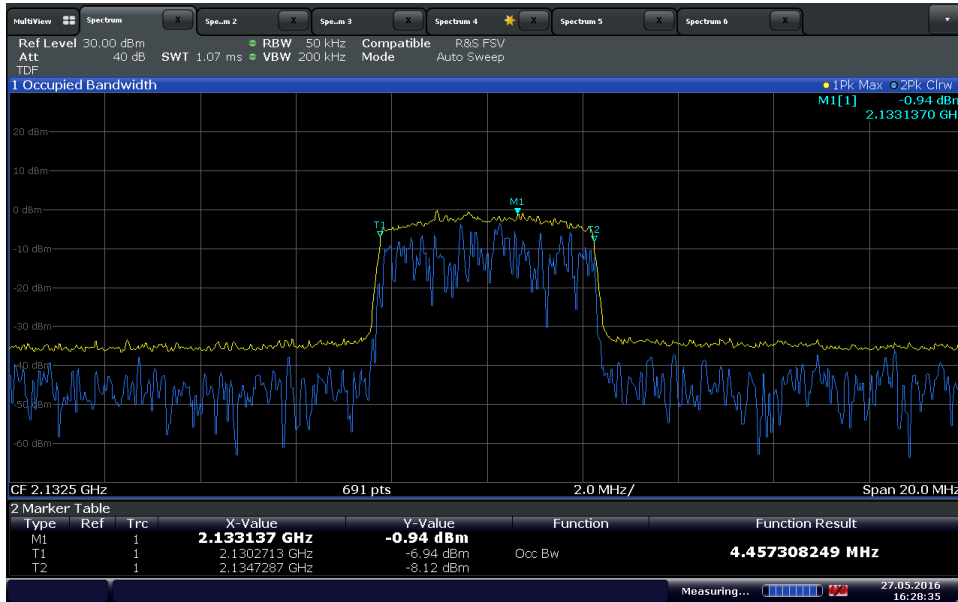 MultiView Spectrum X Spe...m 2 X Spe...m 3 X Spectrum 4 X Spectrum 5 X Spectrum 6 X
Ref Level 30.00 dBm RBW 50 kHz Compatible R&S FSV
Att 40 dB SWT 1.07 ms VBW 200 kHz Mode Auto Sweep
TDF
1 Occupied Bandwidth 1Pk Max 2Pk Clrw
M1[1] -0.94 dBm
2.1331370 GH
20 dBm
10 dBm
0 dBm
M1
T1
T2
-10 dBm
-20 dBm
-30 dBm
-40 dBm
-50 dBm
-60 dBm
CF 2.1325 GHz 691 pts 2.0 MHz/ Span 20.0 MHz
2 Marker Table
Type Ref Trc X-Value Y-Value Function Function Result
M1 1 2.133137 GHz -0.94 dBm
T1 1 2.1302713 GHz -6.94 dBm Occ Bw 4.457308249 MHz
T2 1 2.1347287 GHz -8.12 dBm
Measuring... 27.05.2016
16:28:35